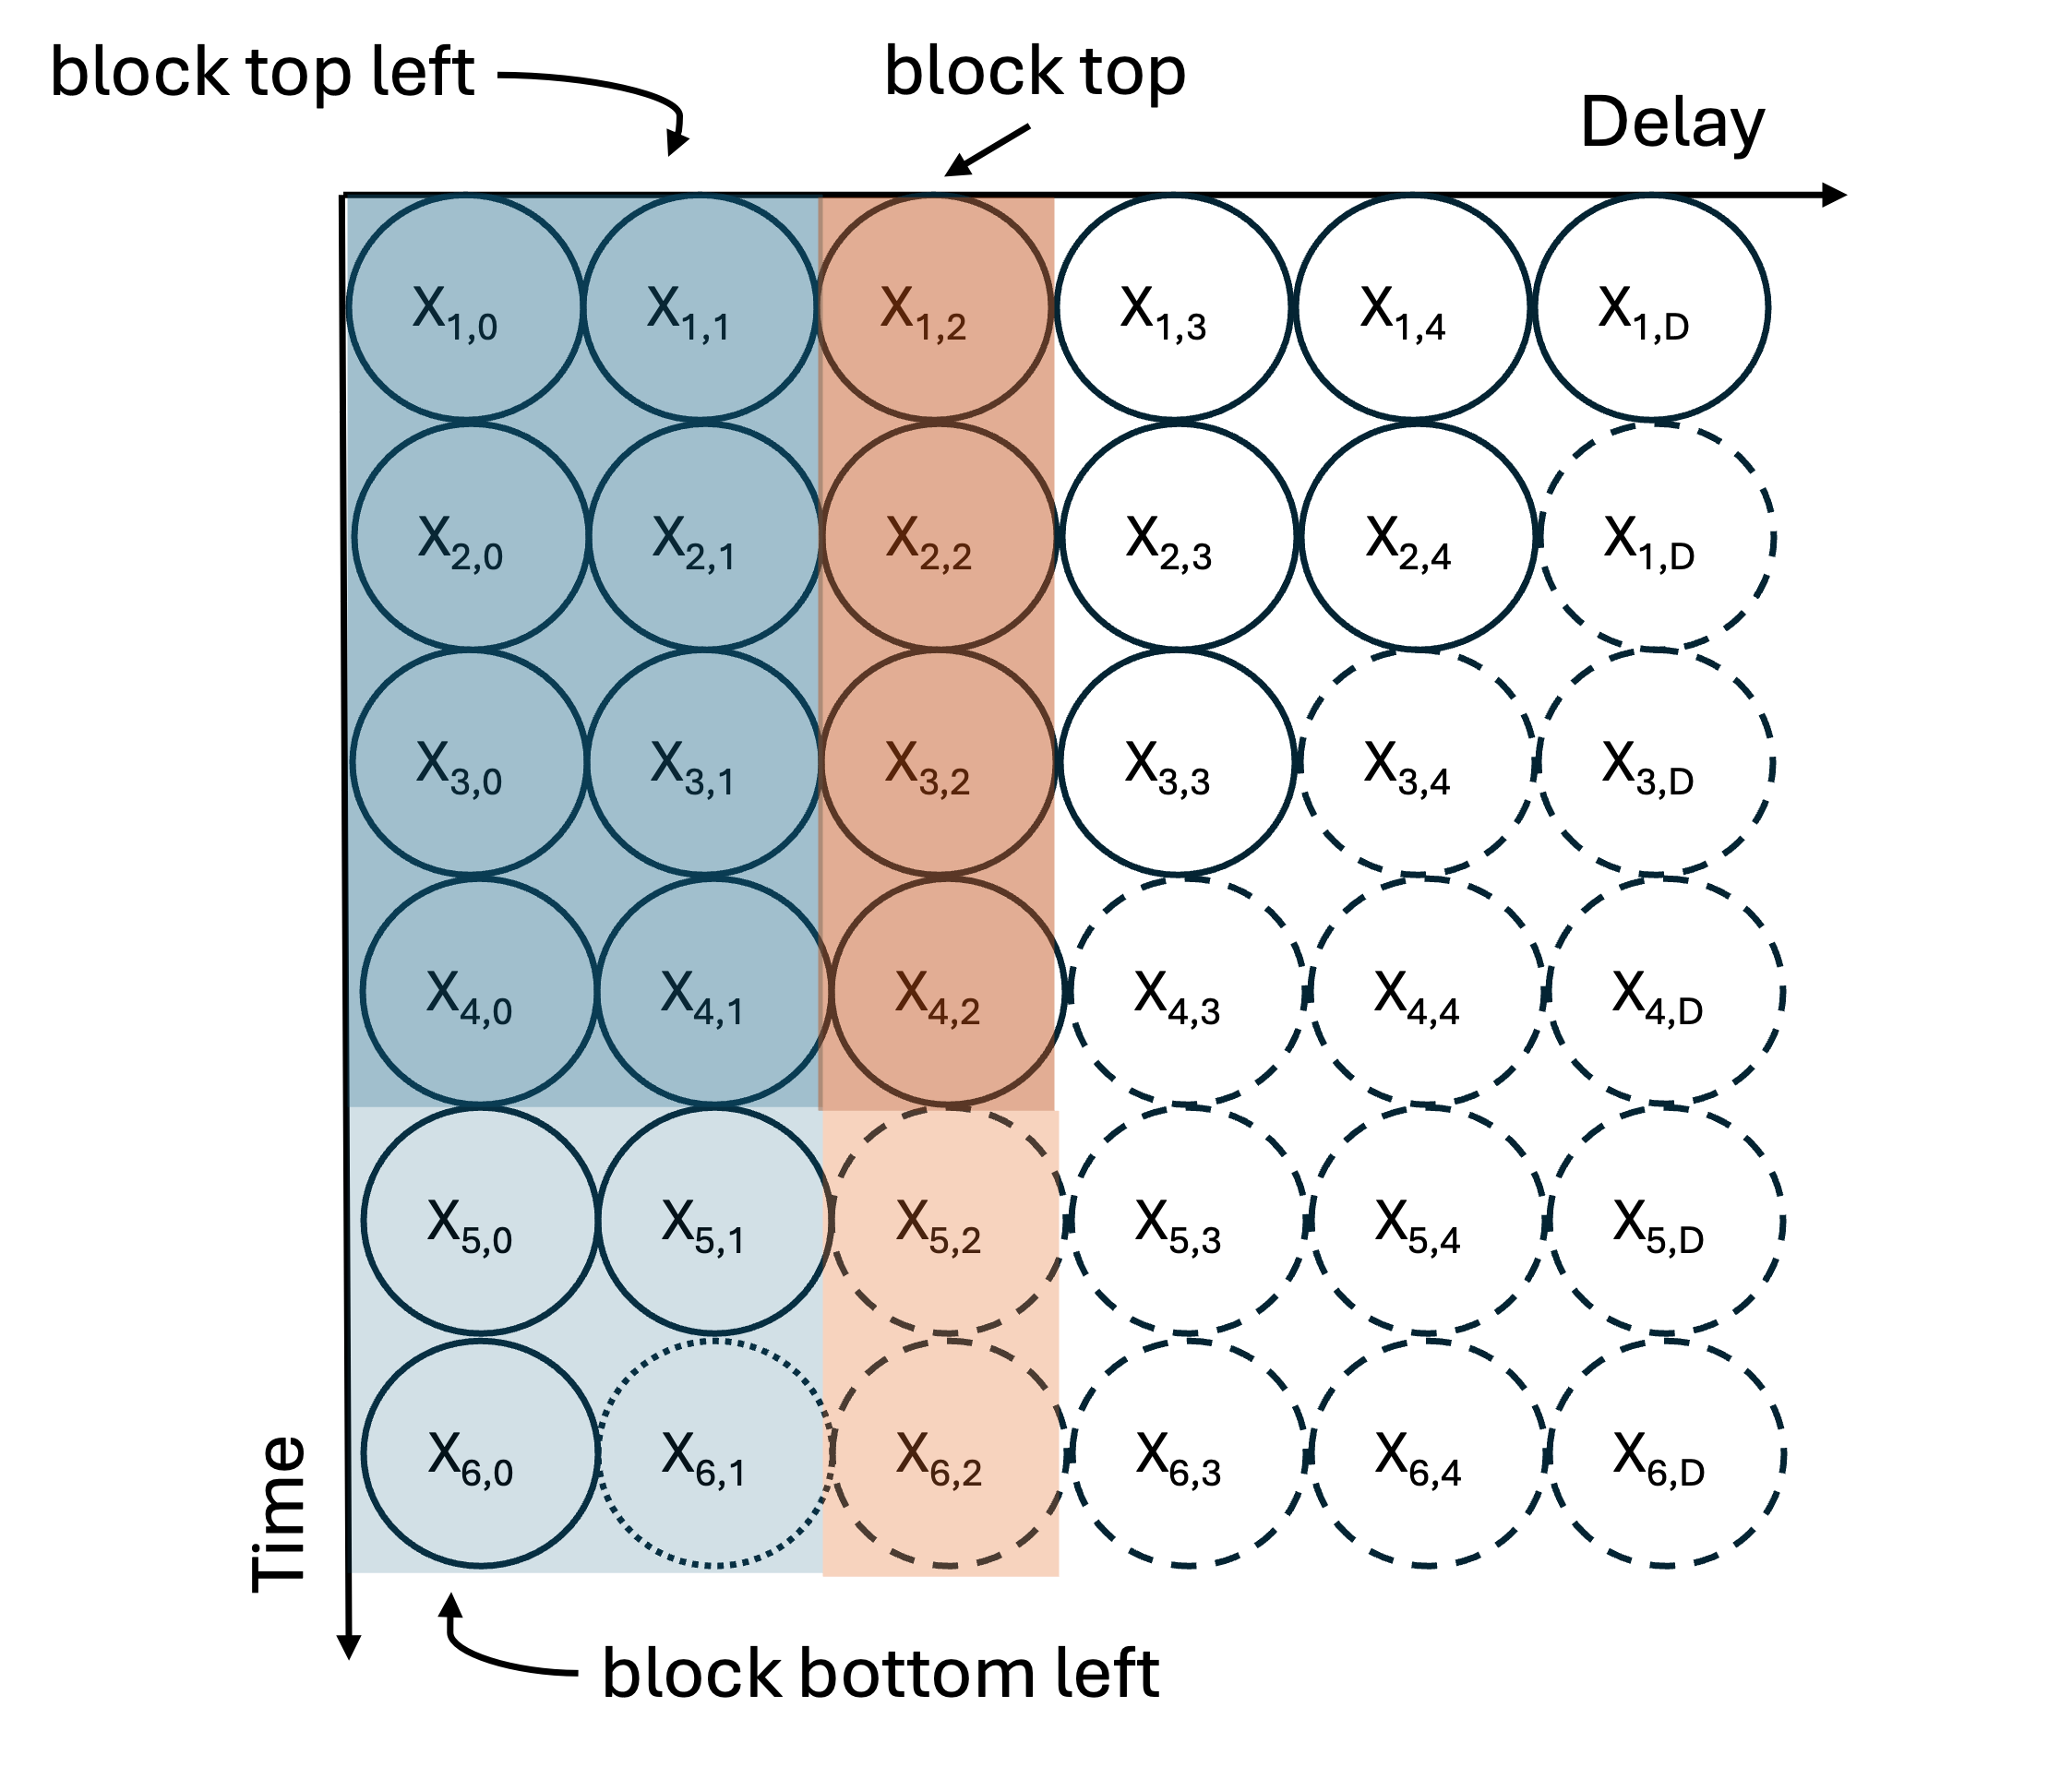 block top left
block top
Delay
X1,0 X1,1 X1,2 X1,3 X1,4 X1,D
X2,0 X2,1 X2,2 X2,3 X2,4 X1,D
X3,0 X3,1 X3,2 X3,3 X3,4 X3,D
X4,0 X4,1 X4,2 X4,3 X4,4 X4,D
X5,0 X5,1 X5,2 X5,3 X5,4 X5,D
X6,0 X6,1 X6,2 X6,3 X6,4 X6,D
Time
block bottom left